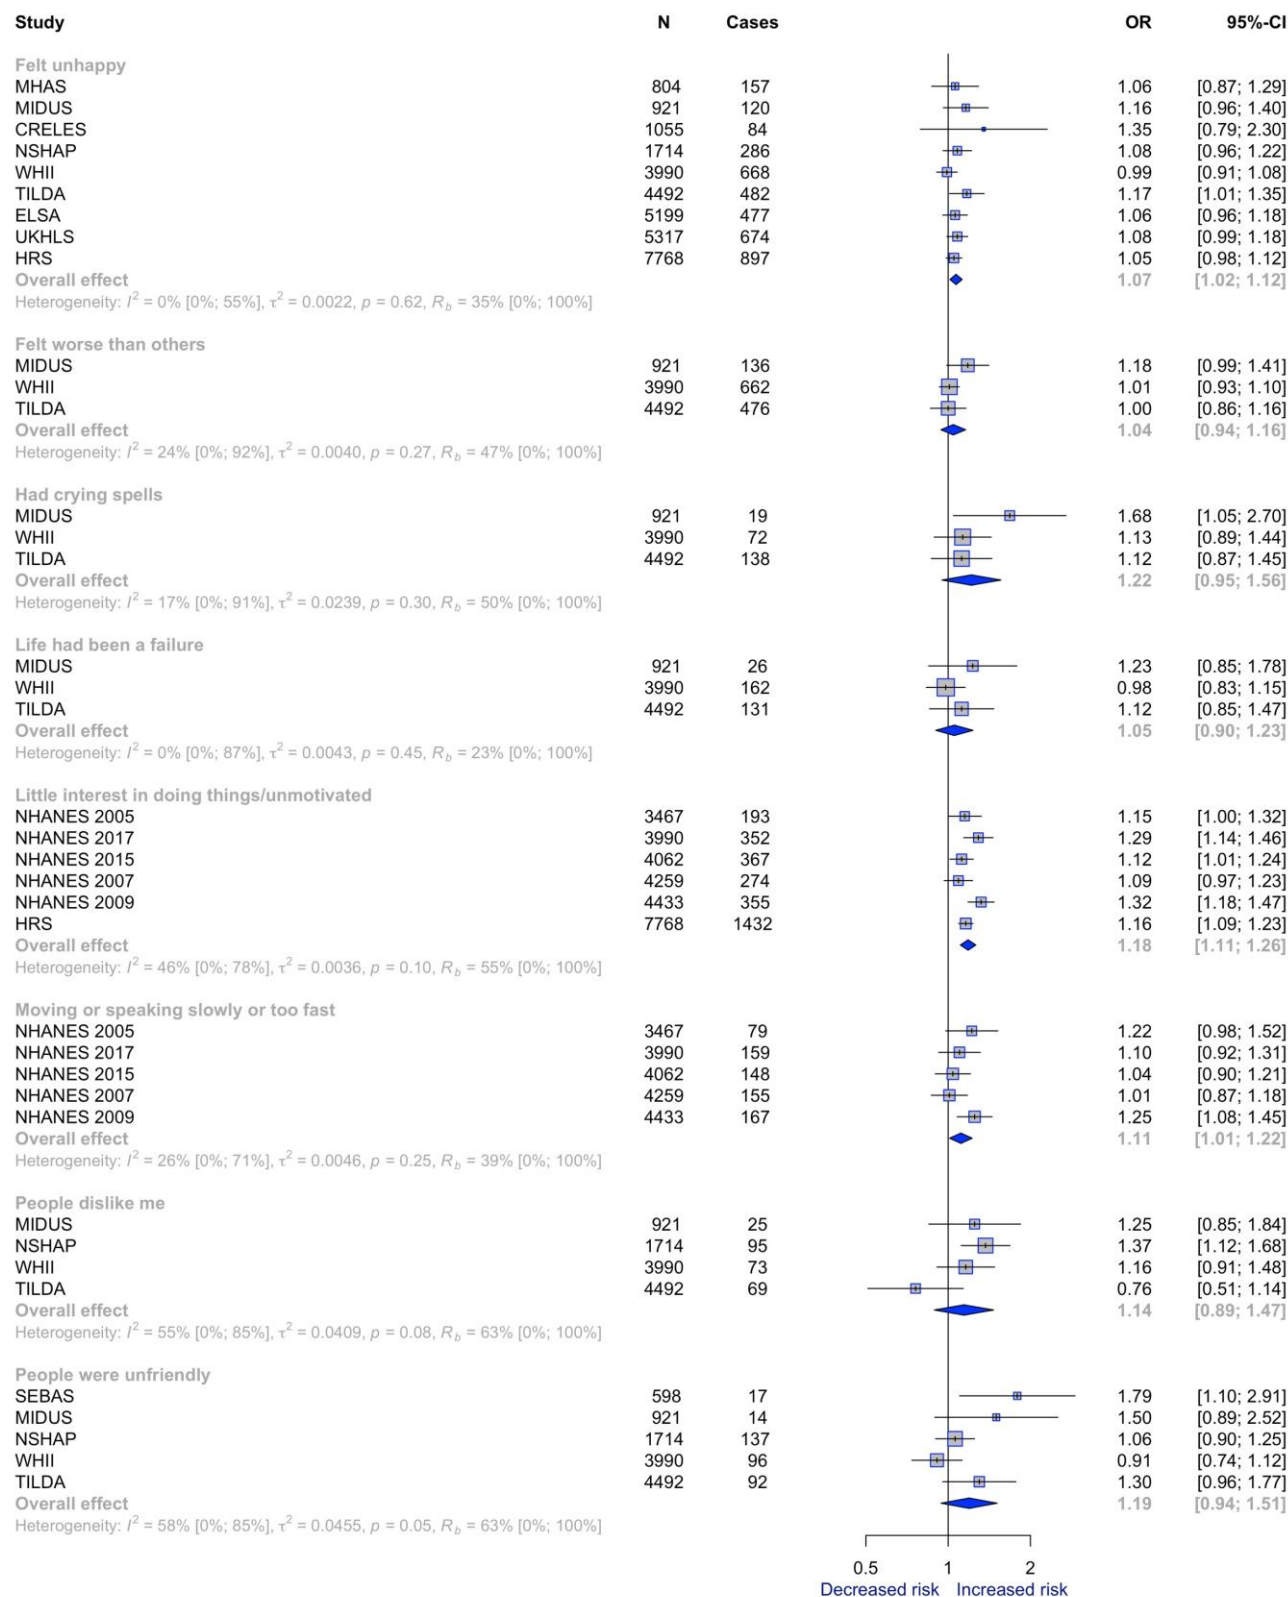 Study N Cases OR 95%-CI
Felt unhappy
MHAS 804 157 1.06 [0.87; 1.29]
MIDUS 921 120 1.16 [0.96; 1.40]
CRELES 1055 84 1.35 [0.79; 2.30]
NSHAP 1714 286 1.08 [0.96; 1.22]
WHII 3990 668 0.99 [0.91; 1.08]
TILDA 4492 482 1.17 [1.01; 1.35]
ELSA 5199 477 1.06 [0.96; 1.18]
UKHLS 5317 674 1.08 [0.99; 1.18]
HRS 7768 897 1.05 [0.98; 1.12]
Overall effect 1.07 [1.02; 1.12]
Heterogeneity: I² = 0% [0%; 55%], τ² = 0.0022, p = 0.62, R_b = 35% [0%; 100%]
Felt worse than others
MIDUS 921 136 1.18 [0.99; 1.41]
WHII 3990 662 1.01 [0.93; 1.10]
TILDA 4492 476 1.00 [0.86; 1.16]
Overall effect 1.04 [0.94; 1.16]
Heterogeneity: I² = 24% [0%; 92%], τ² = 0.0040, p = 0.27, R_b = 47% [0%; 100%]
Had crying spells
MIDUS 921 19 1.68 [1.05; 2.70]
WHII 3990 72 1.13 [0.89; 1.44]
TILDA 4492 138 1.12 [0.87; 1.45]
Overall effect 1.22 [0.95; 1.56]
Heterogeneity: I² = 17% [0%; 91%], τ² = 0.0239, p = 0.30, R_b = 50% [0%; 100%]
Life had been a failure
MIDUS 921 26 1.23 [0.85; 1.78]
WHII 3990 162 0.98 [0.83; 1.15]
TILDA 4492 131 1.12 [0.85; 1.47]
Overall effect 1.05 [0.90; 1.23]
Heterogeneity: I² = 0% [0%; 87%], τ² = 0.0043, p = 0.45, R_b = 23% [0%; 100%]
Little interest in doing things/unmotivated
NHANES 2005 3467 193 1.15 [1.00; 1.32]
NHANES 2017 3990 352 1.29 [1.14; 1.46]
NHANES 2015 4062 367 1.12 [1.01; 1.24]
NHANES 2007 4259 274 1.09 [0.97; 1.23]
NHANES 2009 4433 355 1.32 [1.18; 1.47]
HRS 7768 1432 1.16 [1.09; 1.23]
Overall effect 1.18 [1.11; 1.26]
Heterogeneity: I² = 46% [0%; 78%], τ² = 0.0036, p = 0.10, R_b = 55% [0%; 100%]
Moving or speaking slowly or too fast
NHANES 2005 3467 79 1.22 [0.98; 1.52]
NHANES 2017 3990 159 1.10 [0.92; 1.31]
NHANES 2015 4062 148 1.04 [0.90; 1.21]
NHANES 2007 4259 155 1.01 [0.87; 1.18]
NHANES 2009 4433 167 1.25 [1.08; 1.45]
Overall effect 1.11 [1.01; 1.22]
Heterogeneity: I² = 26% [0%; 71%], τ² = 0.0046, p = 0.25, R_b = 39% [0%; 100%]
People dislike me
MIDUS 921 25 1.25 [0.85; 1.84]
NSHAP 1714 95 1.37 [1.12; 1.68]
WHII 3990 73 1.16 [0.91; 1.48]
TILDA 4492 69 0.76 [0.51; 1.14]
Overall effect 1.14 [0.89; 1.47]
Heterogeneity: I² = 55% [0%; 85%], τ² = 0.0409, p = 0.08, R_b = 63% [0%; 100%]
People were unfriendly
SEBAS 598 17 1.79 [1.10; 2.91]
MIDUS 921 14 1.50 [0.89; 2.52]
NSHAP 1714 137 1.06 [0.90; 1.25]
WHII 3990 96 0.91 [0.74; 1.12]
TILDA 4492 92 1.30 [0.96; 1.77]
Overall effect 1.19 [0.94; 1.51]
Heterogeneity: I² = 58% [0%; 85%], τ² = 0.0455, p = 0.05, R_b = 63% [0%; 100%]
0.5 1 2
Decreased risk Increased risk